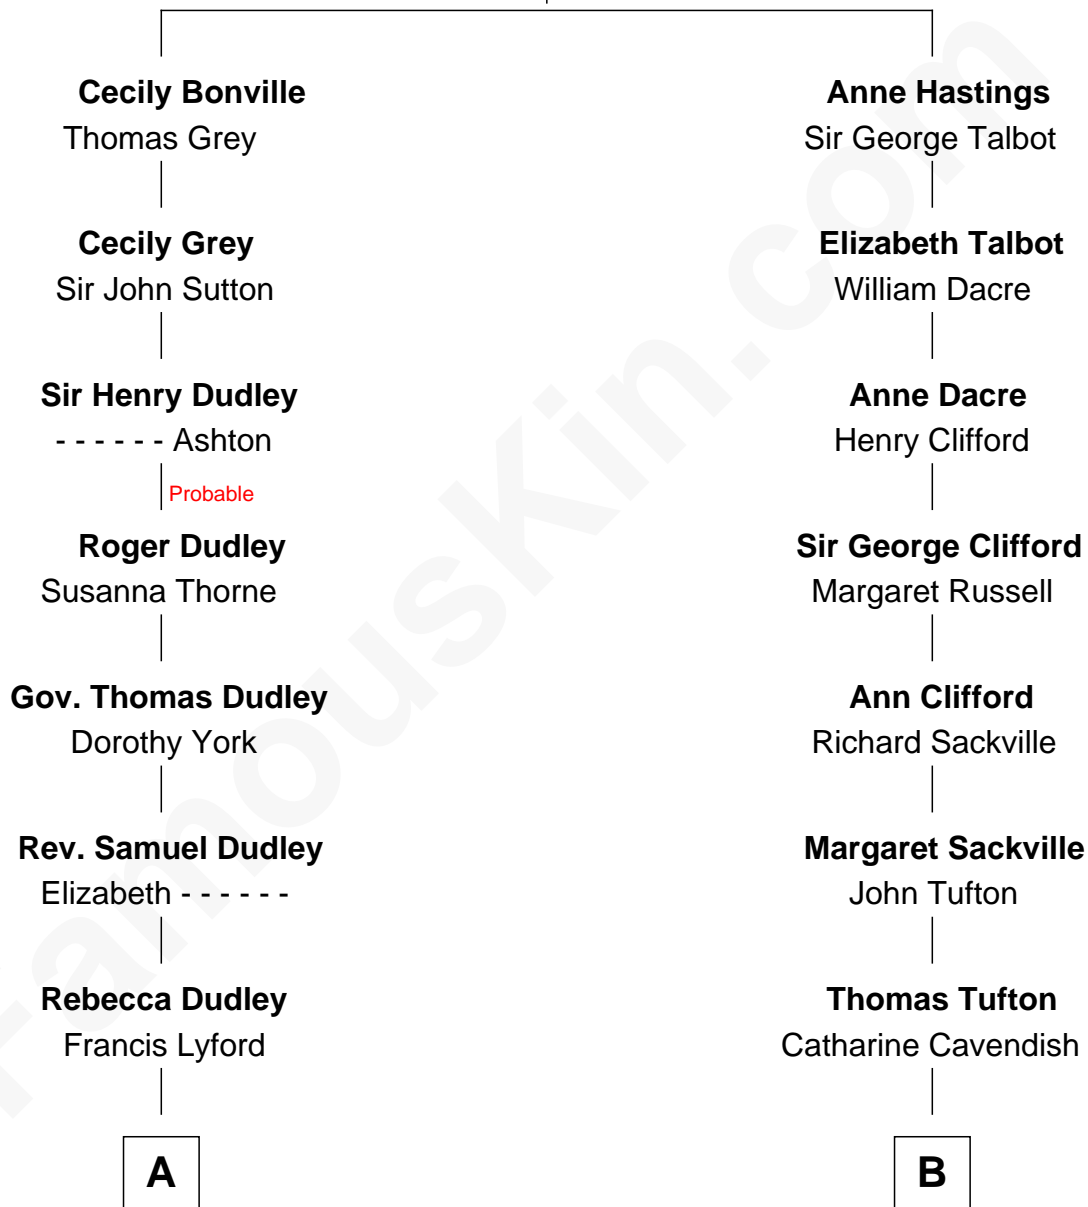 Cecily Bonville
Thomas Grey
Cecily Grey
Sir John Sutton
Sir Henry Dudley
- - - - - - Ashton
Probable
Roger Dudley
Susanna Thorne
Gov. Thomas Dudley
Dorothy York
Rev. Samuel Dudley
Elizabeth - - - - - -
Rebecca Dudley
Francis Lyford
A
Anne Hastings
Sir George Talbot
Elizabeth Talbot
William Dacre
Anne Dacre
Henry Clifford
Sir George Clifford
Margaret Russell
Ann Clifford
Richard Sackville
Margaret Sackville
John Tufton
Thomas Tufton
Catharine Cavendish
B
FamousKin.com